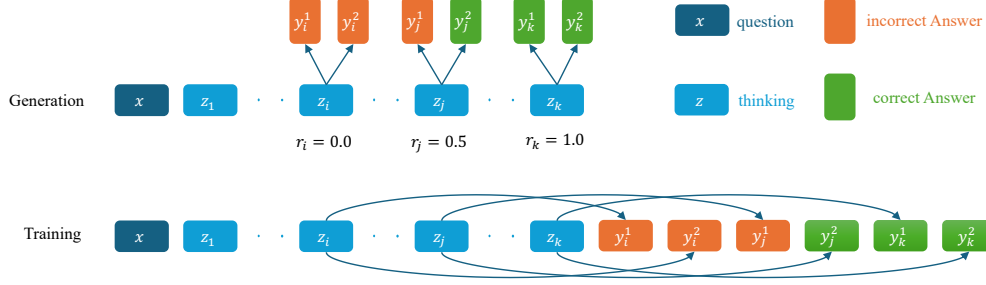 y_i^1 y_i^2 y_j^1 y_j^2 y_k^1 y_k^2 x question incorrect Answer
Generation x z_1 · · z_i · · z_j · · z_k z thinking correct Answer
r_i = 0.0 r_j = 0.5 r_k = 1.0
Training x z_1 · · z_i · · z_j · · z_k y_i^1 y_i^2 y_j^1 y_j^2 y_k^1 y_k^2